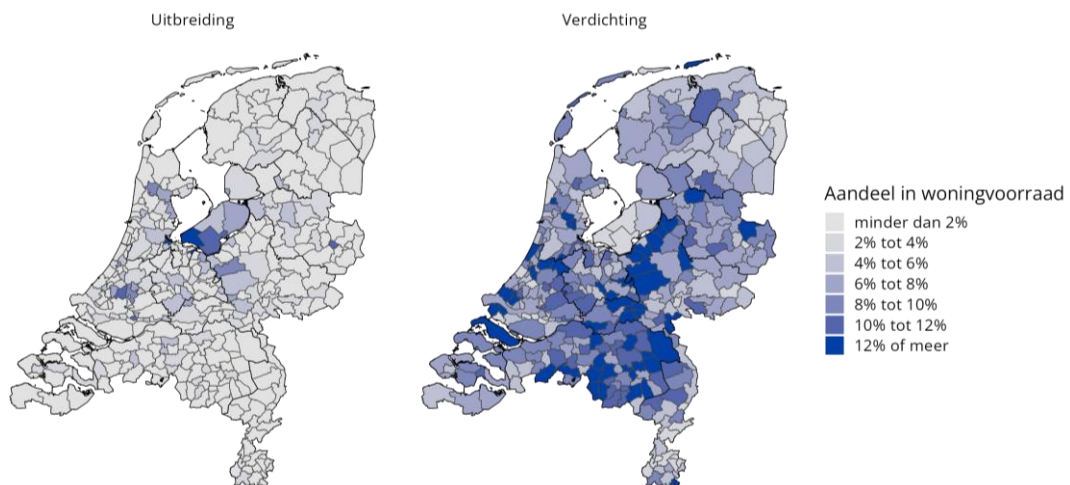 Uitbreiding
Verdichting
Aandeel in woningvoorraad
minder dan 2%
2% tot 4%
4% tot 6%
6% tot 8%
8% tot 10%
10% tot 12%
12% of meer